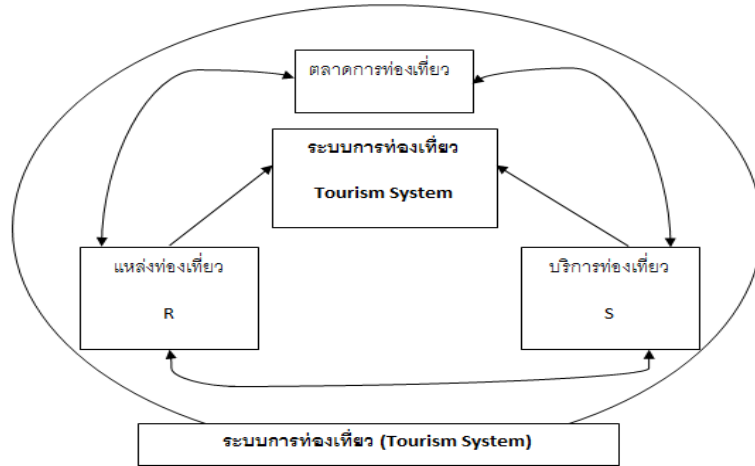 ตลาดการท่องเที่ยว
ระบบการท่องเที่ยว
Tourism System
แหล่งท่องเที่ยว
R
บริการท่องเที่ยว
S
ระบบการท่องเที่ยว (Tourism System)